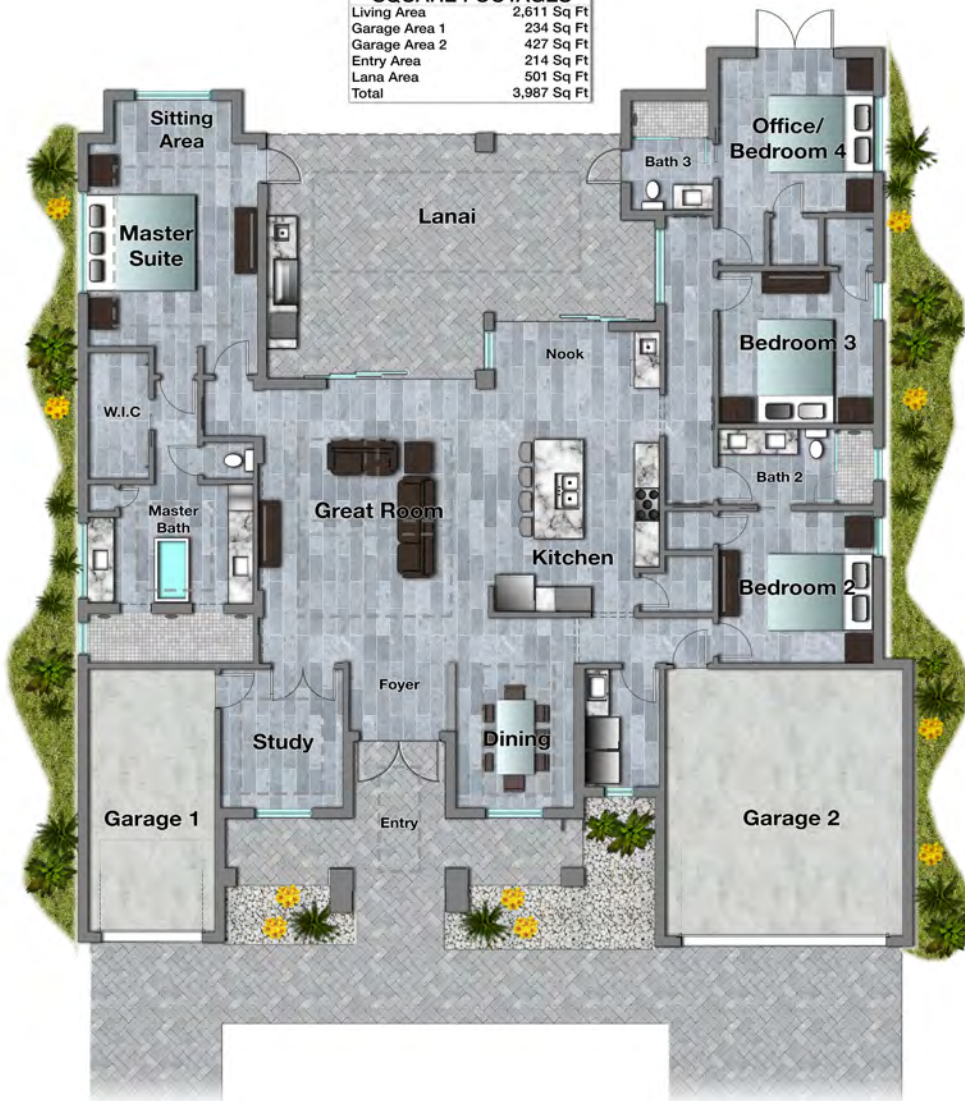 SQUARE FOOTAGES
Living Area 2,611 Sq Ft
Garage Area 1 234 Sq Ft
Garage Area 2 427 Sq Ft
Entry Area 214 Sq Ft
Lana Area 501 Sq Ft
Total 3,987 Sq Ft
Sitting
Area
Office/
Bedroom 4
Bath 3
Lanai
Master
Suite
Nook
Bedroom 3
W.I.C
Bath 2
Master
Bath
Great Room
Kitchen
Bedroom 2
Foyer
Study
Dining
Garage 1
Entry
Garage 2